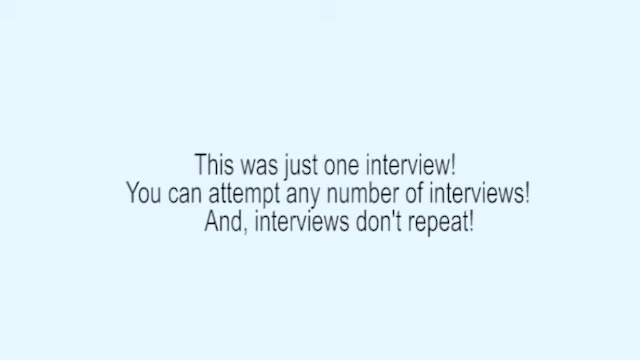 This was just one interview!
You can attempt any number of interviews!
And, interviews don't repeat!